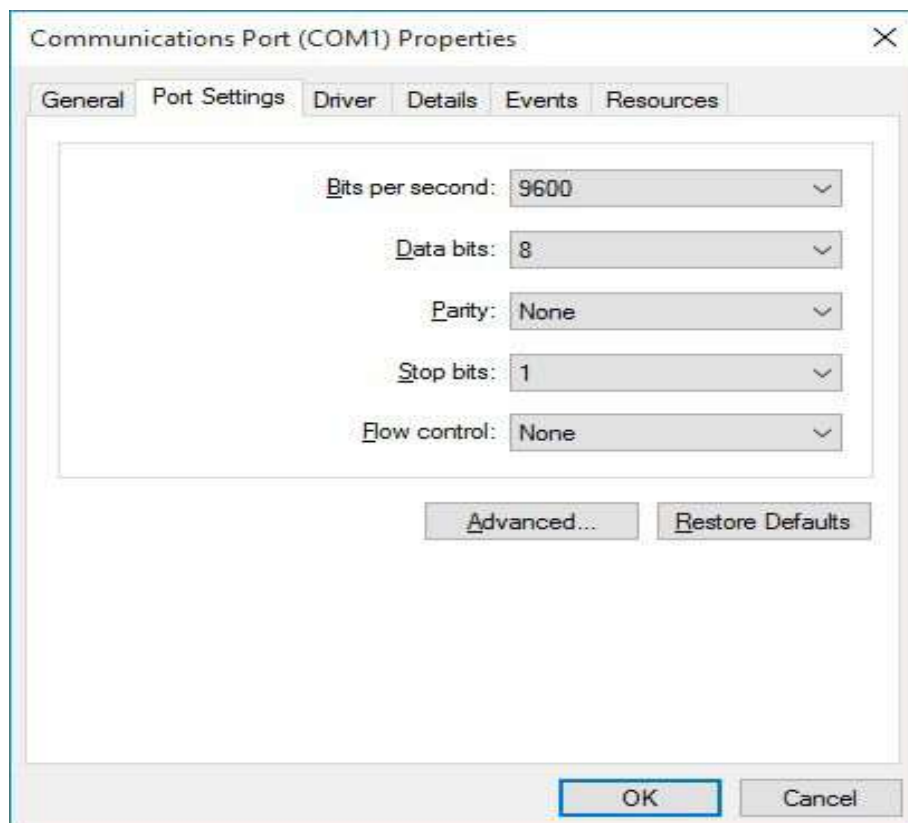 Communications Port (COM1) Properties
General Port Settings Driver Details Events Resources
Bits per second: 9600
Data bits: 8
Parity: None
Stop bits: 1
Flow control: None
Advanced... Restore Defaults
OK Cancel